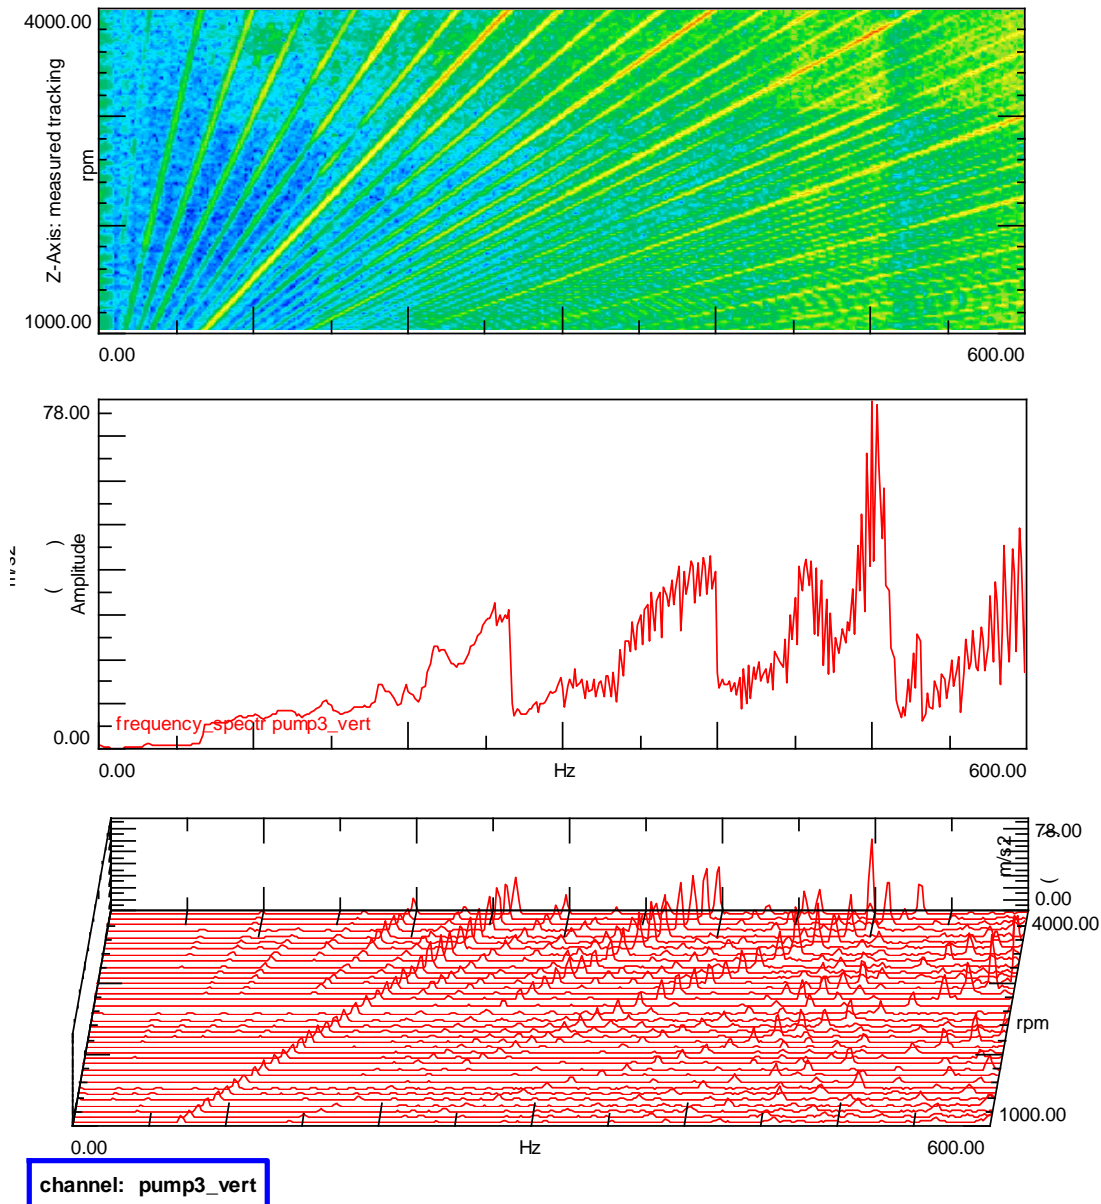 4000.00
Z-Axis: measured tracking
rpm
1000.00
0.00
600.00
78.00
m/s2
( )
Amplitude
0.00
frequency_spectr pump3_vert
0.00
Hz
600.00
78.00
m/s2
(
0.00
4000.00
rpm
1000.00
0.00
Hz
600.00
channel: pump3_vert